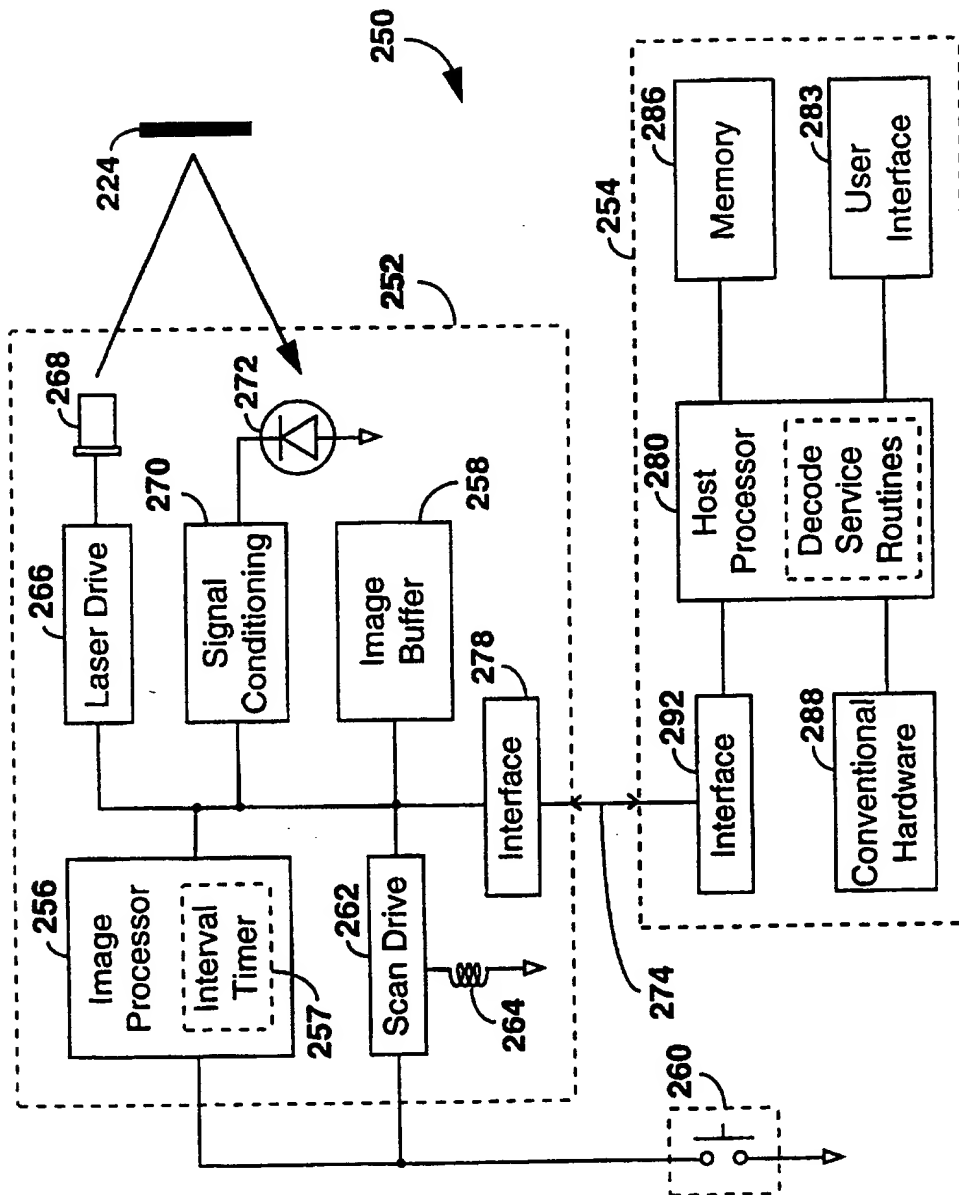 250
224
252
268
266
Laser Drive
272
270
Signal
Conditioning
258
Image
Buffer
256
Image
Processor
Interval
Timer
257
262
Scan Drive
264
278
Interface
274
260
254
292
Interface
280
Host
Processor
Decode
Service
Routines
286
Memory
288
Conventional
Hardware
283
User
Interface